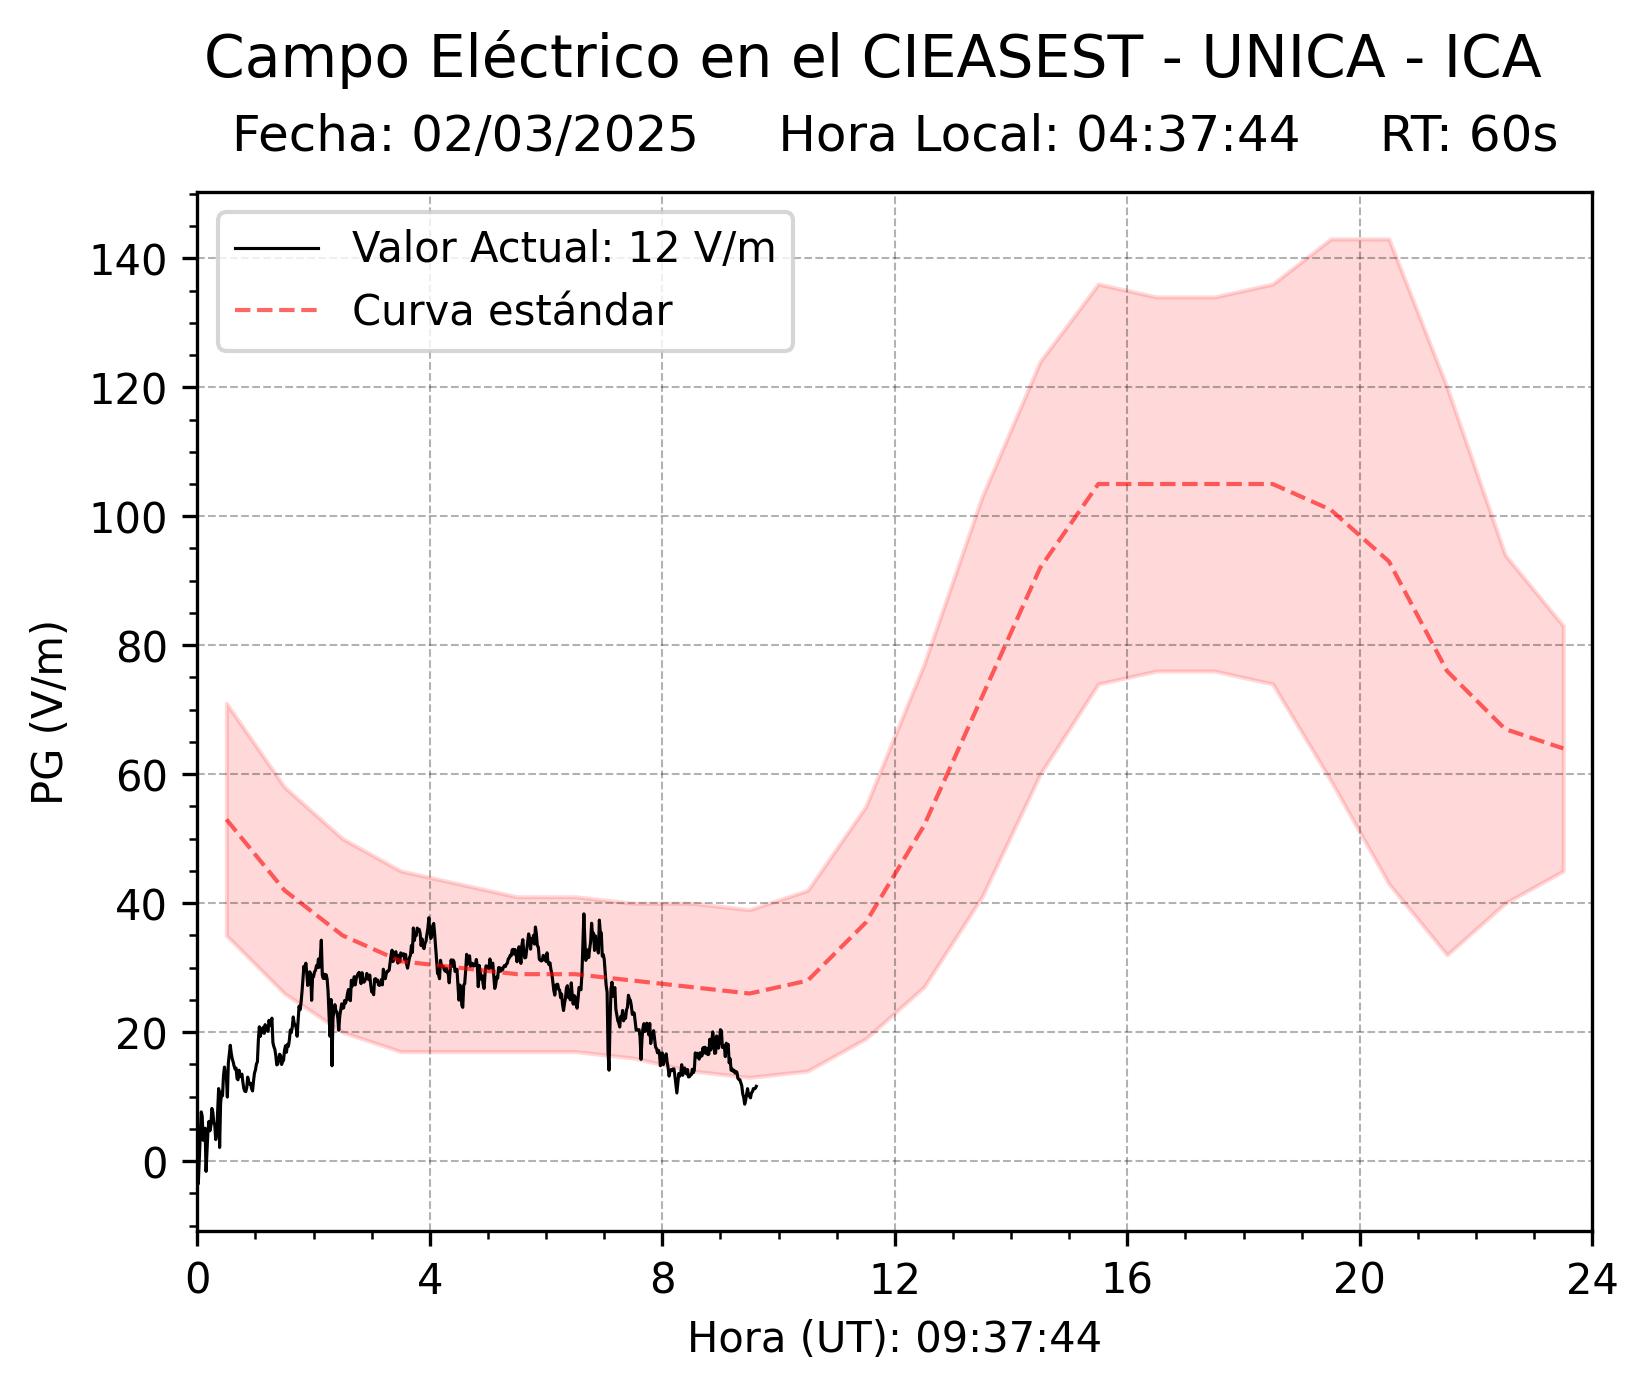 Campo Eléctrico en el CIEASEST - UNICA - ICA
Fecha: 02/03/2025 Hora Local: 04:37:44 RT: 60s
Valor Actual: 12 V/m
Curva estándar
140
120
100
80
60
40
20
0
PG (V/m)
0 4 8 12 16 20 24
Hora (UT): 09:37:44